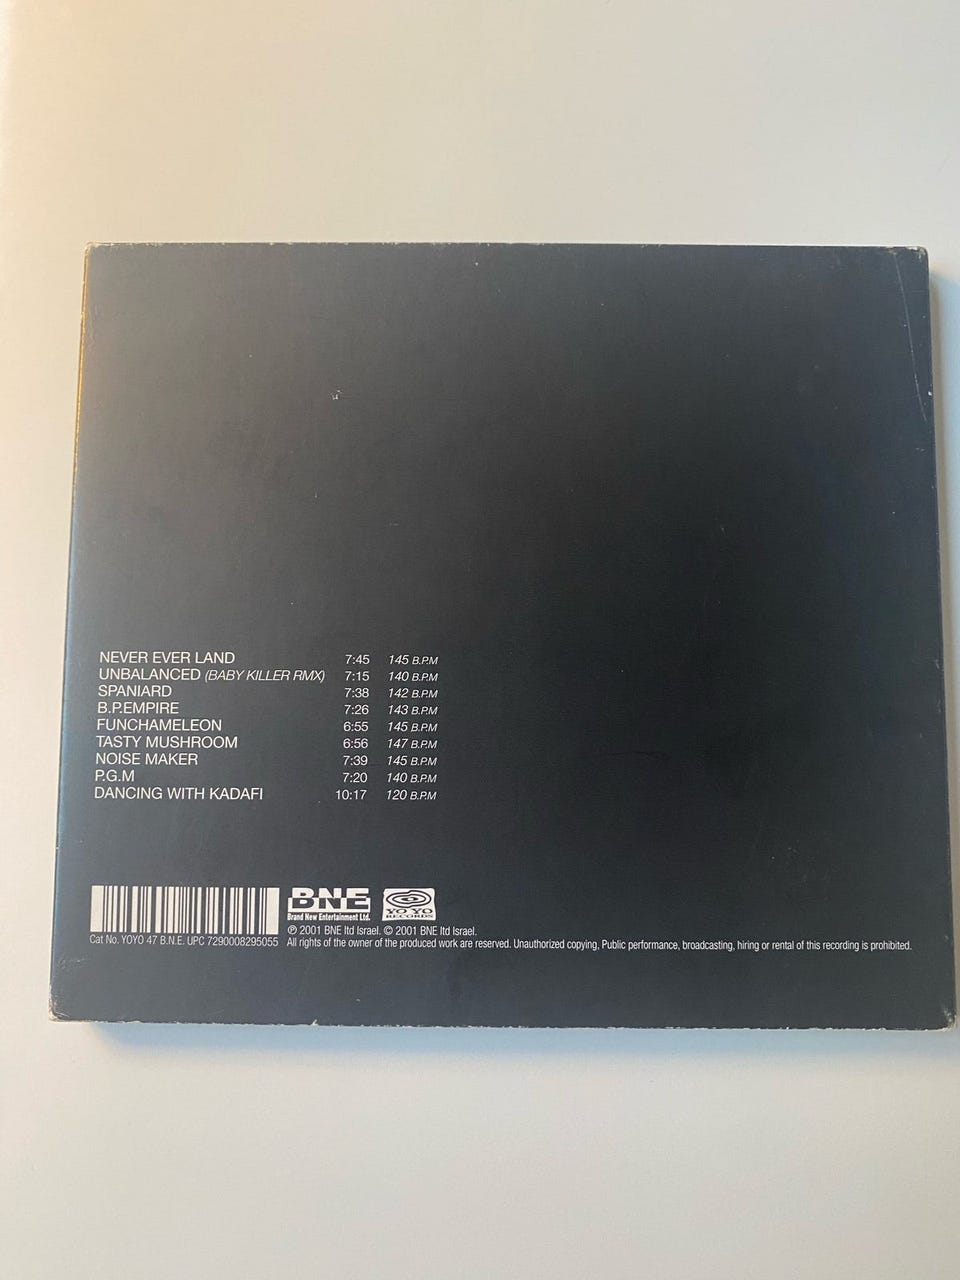 NEVER EVER LAND 7:45 145 B.P.M
UNBALANCED (BABY KILLER RMX) 7:15 140 B.P.M
SPANIARD 7:38 142 B.P.M
B.P.EMPIRE 7:26 143 B.P.M
FUNCHAMELEON 6:55 145 B.P.M
TASTY MUSHROOM 6:56 147 B.P.M
NOISE MAKER 7:39 145 B.P.M
P.G.M 7:20 140 B.P.M
DANCING WITH KADAFI 10:17 120 B.P.M
BNE
Brand New Entertainment Ltd.
YO YO
RECORDS
Cat No. YOYO 47 B.N.E. UPC 7290008295055
℗ 2001 BNE ltd Israel. © 2001 BNE ltd Israel.
All rights of the owner of the produced work are reserved. Unauthorized copying, Public performance, broadcasting, hiring or rental of this recording is prohibited.